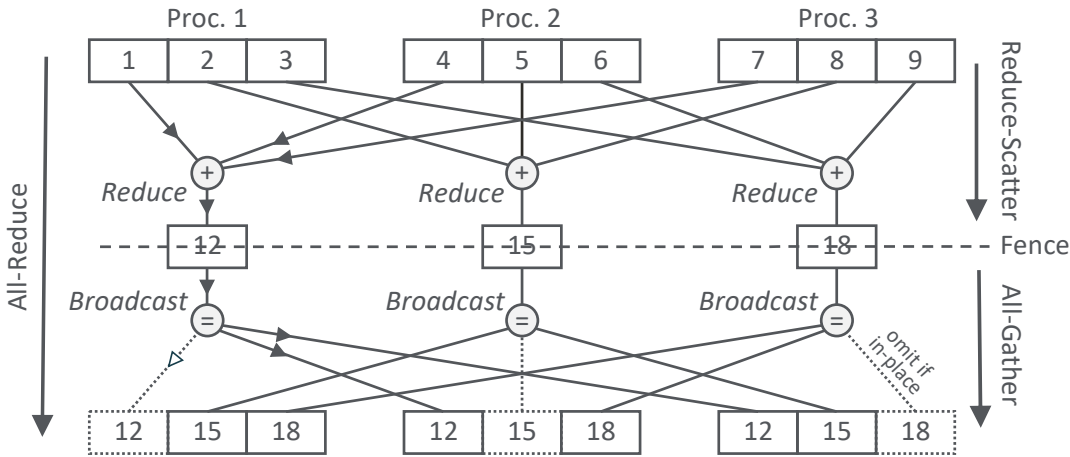 Proc. 1 Proc. 2 Proc. 3
1 2 3 4 5 6 7 8 9
All-Reduce
Reduce-Scatter
+ + +
Reduce Reduce Reduce
12 15 18
Fence
Broadcast Broadcast Broadcast
= = =
All-Gather
omit if
in-place
12 15 18 12 15 18 12 15 18